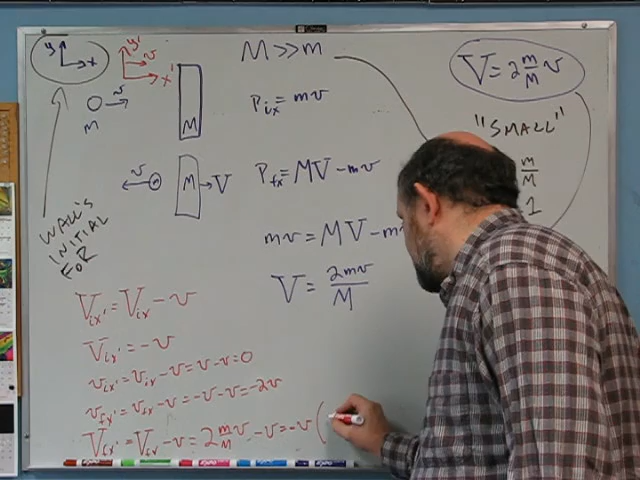 y x y' v x'
M >> m
V = 2 m/M v
v
m
M
P_ix = mv
"SMALL"
v M V
P_fx = MV - mv
m/M
1
WALL'S
INITIAL
FOR
mv = MV - m
V = 2mv/M
V_ix' = V_ix - v
V_ix' = -v
v_ix' = v_ix - v = v - v = 0
v_fx' = v_fx - v = -v - v = -2v
V_fx' = V_fx - v = 2 m/M v - v = -v (